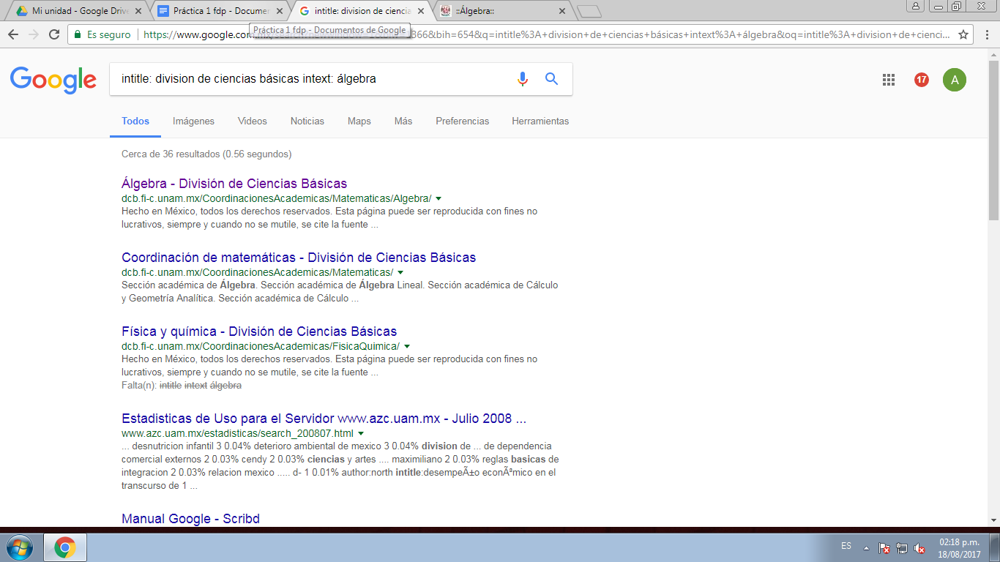 Mi unidad - Google Drive
Práctica 1 fdp - Document
intitle: division de ciencia
::Álgebra::
Es seguro
Práctica 1 fdp - Documentos de Google
366&bih=654&q=intitle%3A+division+de+ciencias+básicas+intext%3A+álgebra&oq=intitle%3A+division+de+cienci...
Google
intitle: division de ciencias básicas intext: álgebra
17
A
Todos Imágenes Videos Noticias Maps Más Preferencias Herramientas
Cerca de 36 resultados (0.56 segundos)
Álgebra - División de Ciencias Básicas
dcb.fi-c.unam.mx/CoordinacionesAcademicas/Matematicas/Algebra/
Hecho en México, todos los derechos reservados. Esta página puede ser reproducida con fines no
lucrativos, siempre y cuando no se mutile, se cite la fuente ...
Coordinación de matemáticas - División de Ciencias Básicas
dcb.fi-c.unam.mx/CoordinacionesAcademicas/Matematicas/
Sección académica de Álgebra. Sección académica de Álgebra Lineal. Sección académica de Cálculo
y Geometría Analítica. Sección académica de Cálculo ...
Física y química - División de Ciencias Básicas
dcb.fi-c.unam.mx/CoordinacionesAcademicas/FisicaQuimica/
Hecho en México, todos los derechos reservados. Esta página puede ser reproducida con fines no
lucrativos, siempre y cuando no se mutile, se cite la fuente ...
Falta(n): intitle intext álgebra
Estadisticas de Uso para el Servidor www.azc.uam.mx - Julio 2008 ...
www.azc.uam.mx/estadisticas/search_200807.html
... desnutricion infantil 3 0.04% deterioro ambiental de mexico 3 0.04% division de ... de dependencia
comercial externos 2 0.03% cendy 2 0.03% ciencias y artes .... maximiliano 2 0.03% reglas basicas de
integracion 2 0.03% relacion mexico ..... d- 1 0.01% author:north intitle:desempeÃ±o econÃ³mico en el
transcurso de 1 ...
Manual Google - Scribd
ES
02:18 p.m.
18/08/2017